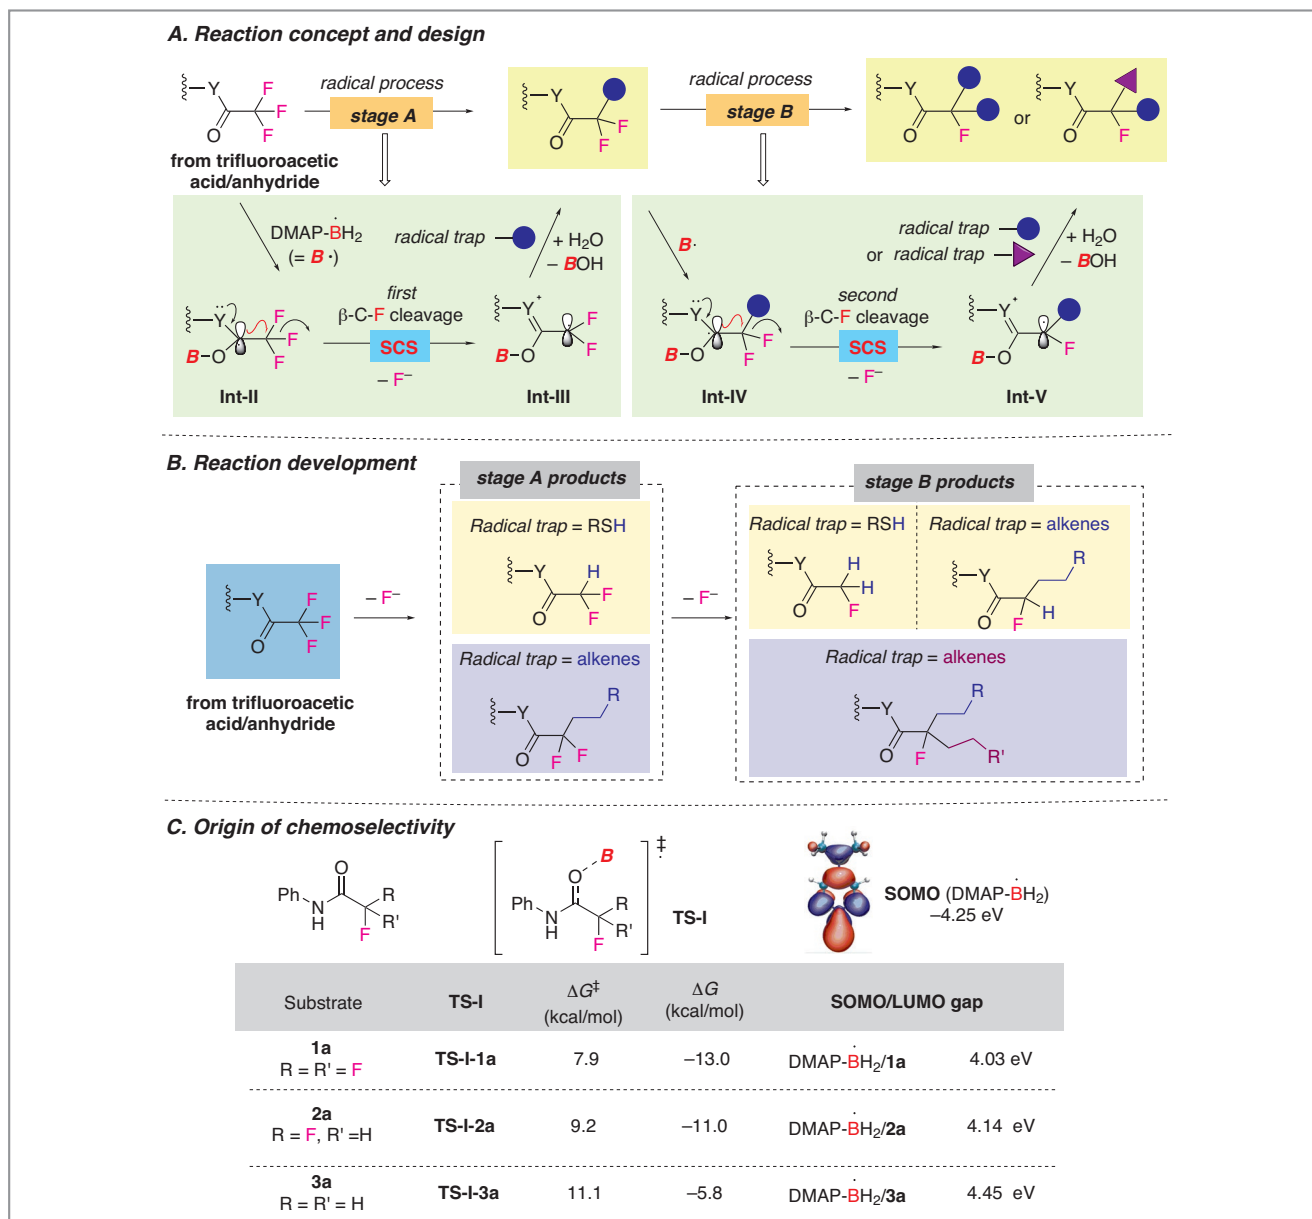 A. Reaction concept and design
Y
O
F
F
F
radical process
stage A
Y
O
F
F
radical process
stage B
Y
O
F
or
Y
O
F
from trifluoroacetic
acid/anhydride
DMAP-ḂH₂
(= B·)
radical trap
+ H₂O
– BOH
first
β-C-F cleavage
SCS
– F⁻
Y
B–O
F
F
F
Int-II
Y⁺
B–O
F
F
Int-III
B·
radical trap
or radical trap
+ H₂O
– BOH
second
β-C-F cleavage
SCS
– F⁻
Y
B–O
F
F
Int-IV
Y⁺
B–O
F
Int-V
B. Reaction development
stage A products
stage B products
Radical trap = RSH
Y
H
F
F
O
Radical trap = alkenes
R
Y
O
F
F
Radical trap = RSH
Y
H
H
O
F
Radical trap = alkenes
R
Y
O
F
H
Radical trap = alkenes
R
Y
O
F
R'
Y
F
F
F
O
– F⁻
– F⁻
from trifluoroacetic
acid/anhydride
C. Origin of chemoselectivity
O
Ph
N
H
R
R'
F
B
O
Ph
N
H
R
R'
F
‡
·
TS-I
SOMO (DMAP-ḂH₂)
–4.25 eV
Substrate TS-I ΔG‡ (kcal/mol) ΔG (kcal/mol) SOMO/LUMO gap
1a
R = R' = F
TS-I-1a 7.9 –13.0 DMAP-ḂH₂/1a 4.03 eV
2a
R = F, R' =H
TS-I-2a 9.2 –11.0 DMAP-ḂH₂/2a 4.14 eV
3a
R = R' = H
TS-I-3a 11.1 –5.8 DMAP-ḂH₂/3a 4.45 eV